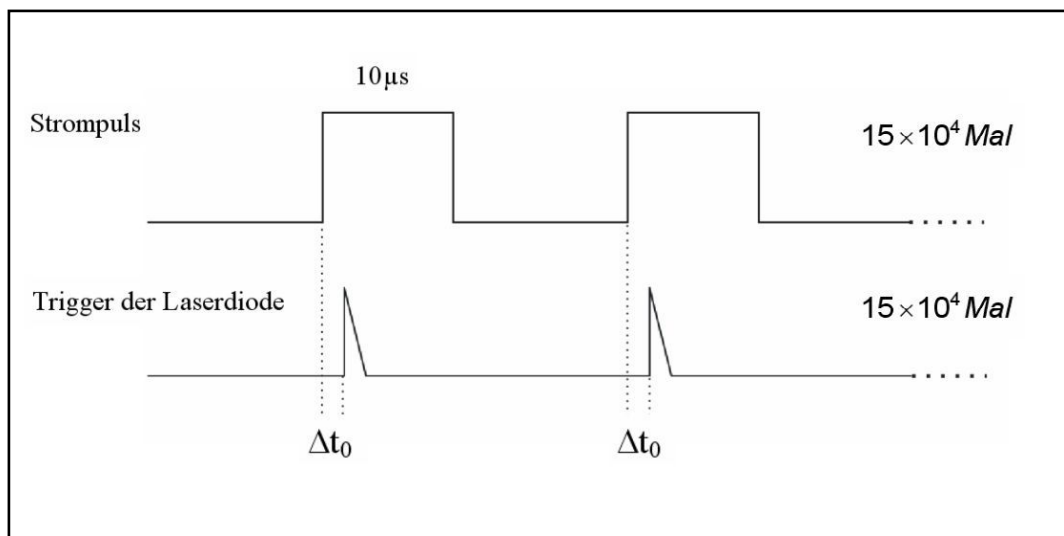 10µs
Strompuls
15×10⁴ Mal
Trigger der Laserdiode
15×10⁴ Mal
Δt₀
Δt₀